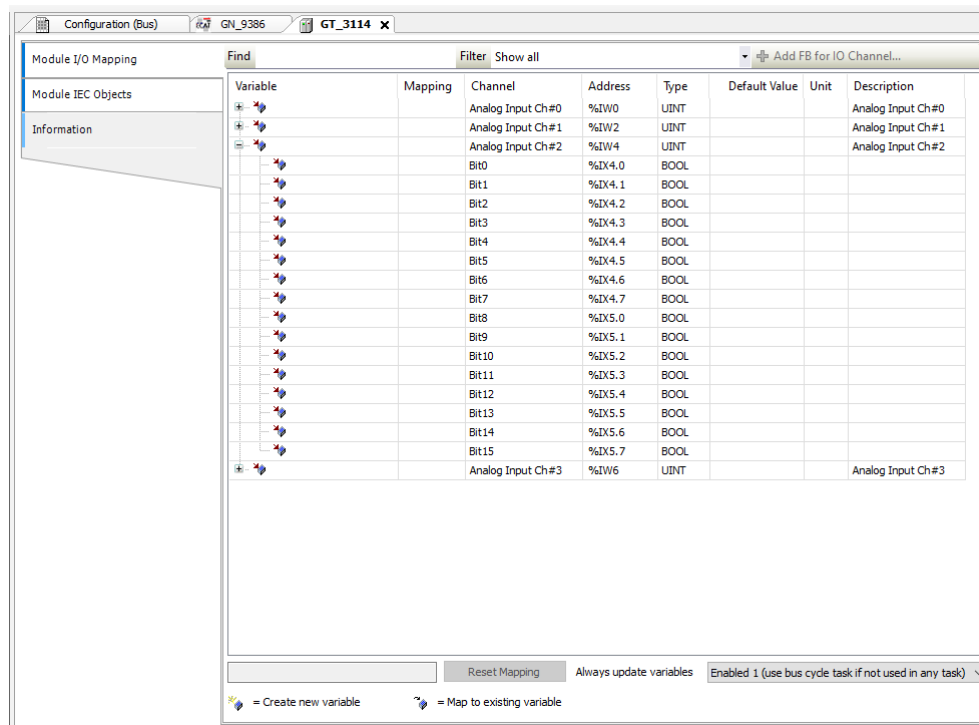 Configuration (Bus) GN_9386 GT_3114
Module I/O Mapping
Module IEC Objects
Information
Find Filter Show all Add FB for IO Channel...
Variable Mapping Channel Address Type Default Value Unit Description
Analog Input Ch#0 %IW0 UINT Analog Input Ch#0
Analog Input Ch#1 %IW2 UINT Analog Input Ch#1
Analog Input Ch#2 %IW4 UINT Analog Input Ch#2
Bit0 %IX4.0 BOOL
Bit1 %IX4.1 BOOL
Bit2 %IX4.2 BOOL
Bit3 %IX4.3 BOOL
Bit4 %IX4.4 BOOL
Bit5 %IX4.5 BOOL
Bit6 %IX4.6 BOOL
Bit7 %IX4.7 BOOL
Bit8 %IX5.0 BOOL
Bit9 %IX5.1 BOOL
Bit10 %IX5.2 BOOL
Bit11 %IX5.3 BOOL
Bit12 %IX5.4 BOOL
Bit13 %IX5.5 BOOL
Bit14 %IX5.6 BOOL
Bit15 %IX5.7 BOOL
Analog Input Ch#3 %IW6 UINT Analog Input Ch#3
Reset Mapping Always update variables Enabled 1 (use bus cycle task if not used in any task)
= Create new variable = Map to existing variable